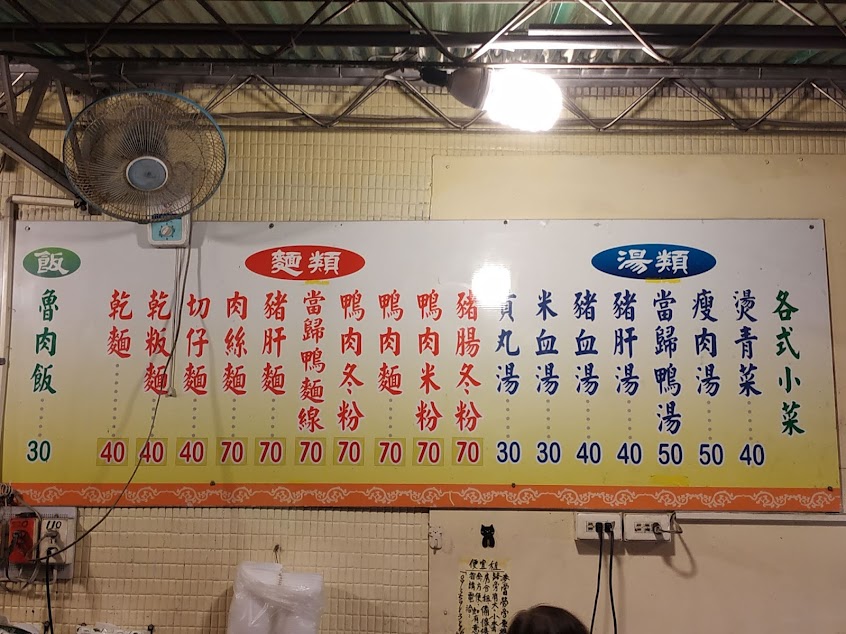 飯
魯肉飯 30
麵類
乾麵 40
乾粄麵 40
切仔麵 40
肉絲麵 70
豬肝麵 70
當歸鴨麵線 70
鴨肉冬粉 70
鴨肉麵 70
鴨肉米粉 70
豬腸冬粉 70
湯類
貢丸湯 30
米血湯 30
豬血湯 40
豬肝湯 40
當歸鴨湯 50
瘦肉湯 50
燙青菜 40
各式小菜
110